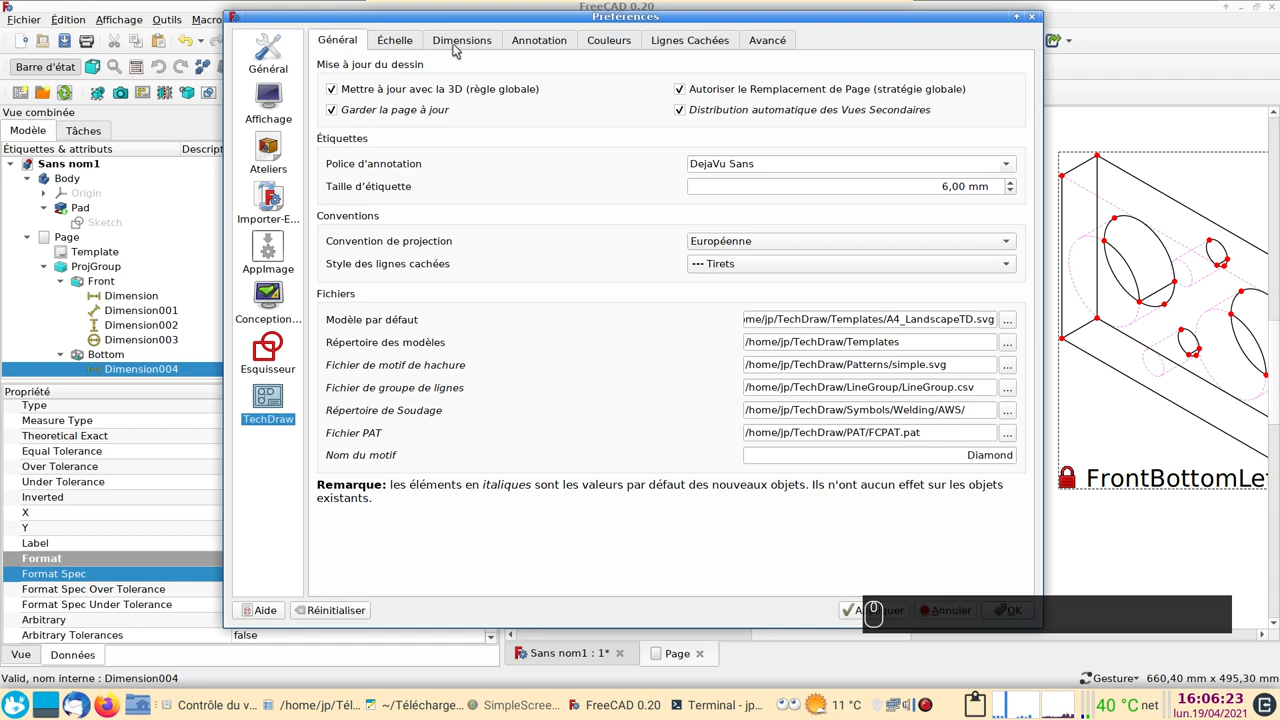 FreeCAD 0.20
Fichier Édition Affichage Outils Macro
Préférences
Barre d'état
Général Échelle Dimensions Annotation Couleurs Lignes Cachées Avancé
Vue combinée
Modèle Tâches
Étiquettes & attributs Descript
Sans nom1
Body
Origin
Pad
Sketch
Page
Template
ProjGroup
Front
Dimension
Dimension001
Dimension002
Dimension003
Bottom
Dimension004
Propriété
Type
Measure Type
Theoretical Exact
Equal Tolerance
Over Tolerance
Under Tolerance
Inverted
X
Y
Label
Format
Format Spec
Format Spec Over Tolerance
Format Spec Under Tolerance
Arbitrary
Arbitrary Tolerances false
Vue Données
Général
Affichage
Ateliers
Importer-E...
AppImage
Conception...
Esquisseur
TechDraw
Mise à jour du dessin
Mettre à jour avec la 3D (règle globale) Autoriser le Remplacement de Page (stratégie globale)
Garder la page à jour Distribution automatique des Vues Secondaires
Étiquettes
Police d'annotation DejaVu Sans
Taille d'étiquette 6,00 mm
Conventions
Convention de projection Européenne
Style des lignes cachées --- Tirets
Fichiers
Modèle par défaut ome/jp/TechDraw/Templates/A4_LandscapeTD.svg ...
Répertoire des modèles /home/jp/TechDraw/Templates ...
Fichier de motif de hachure /home/jp/TechDraw/Patterns/simple.svg ...
Fichier de groupe de lignes /home/jp/TechDraw/LineGroup/LineGroup.csv ...
Répertoire de Soudage /home/jp/TechDraw/Symbols/Welding/AWS/ ...
Fichier PAT /home/jp/TechDraw/PAT/FCPAT.pat ...
Nom du motif Diamond
Remarque: les éléments en italiques sont les valeurs par défaut des nouveaux objets. Ils n'ont aucun effet sur les objets
existants.
Aide Réinitialiser Annuler OK
FrontBottomLe
Sans nom1 : 1* Page
Valid, nom interne : Dimension004 Gesture 660,40 mm x 495,30 mm
Contrôle du v... /home/jp/Tél... ~/Télécharge... SimpleScree... FreeCAD 0.20 Terminal - jp... 11 °C 40 °C net 16:06:23
lun.19/04/2021